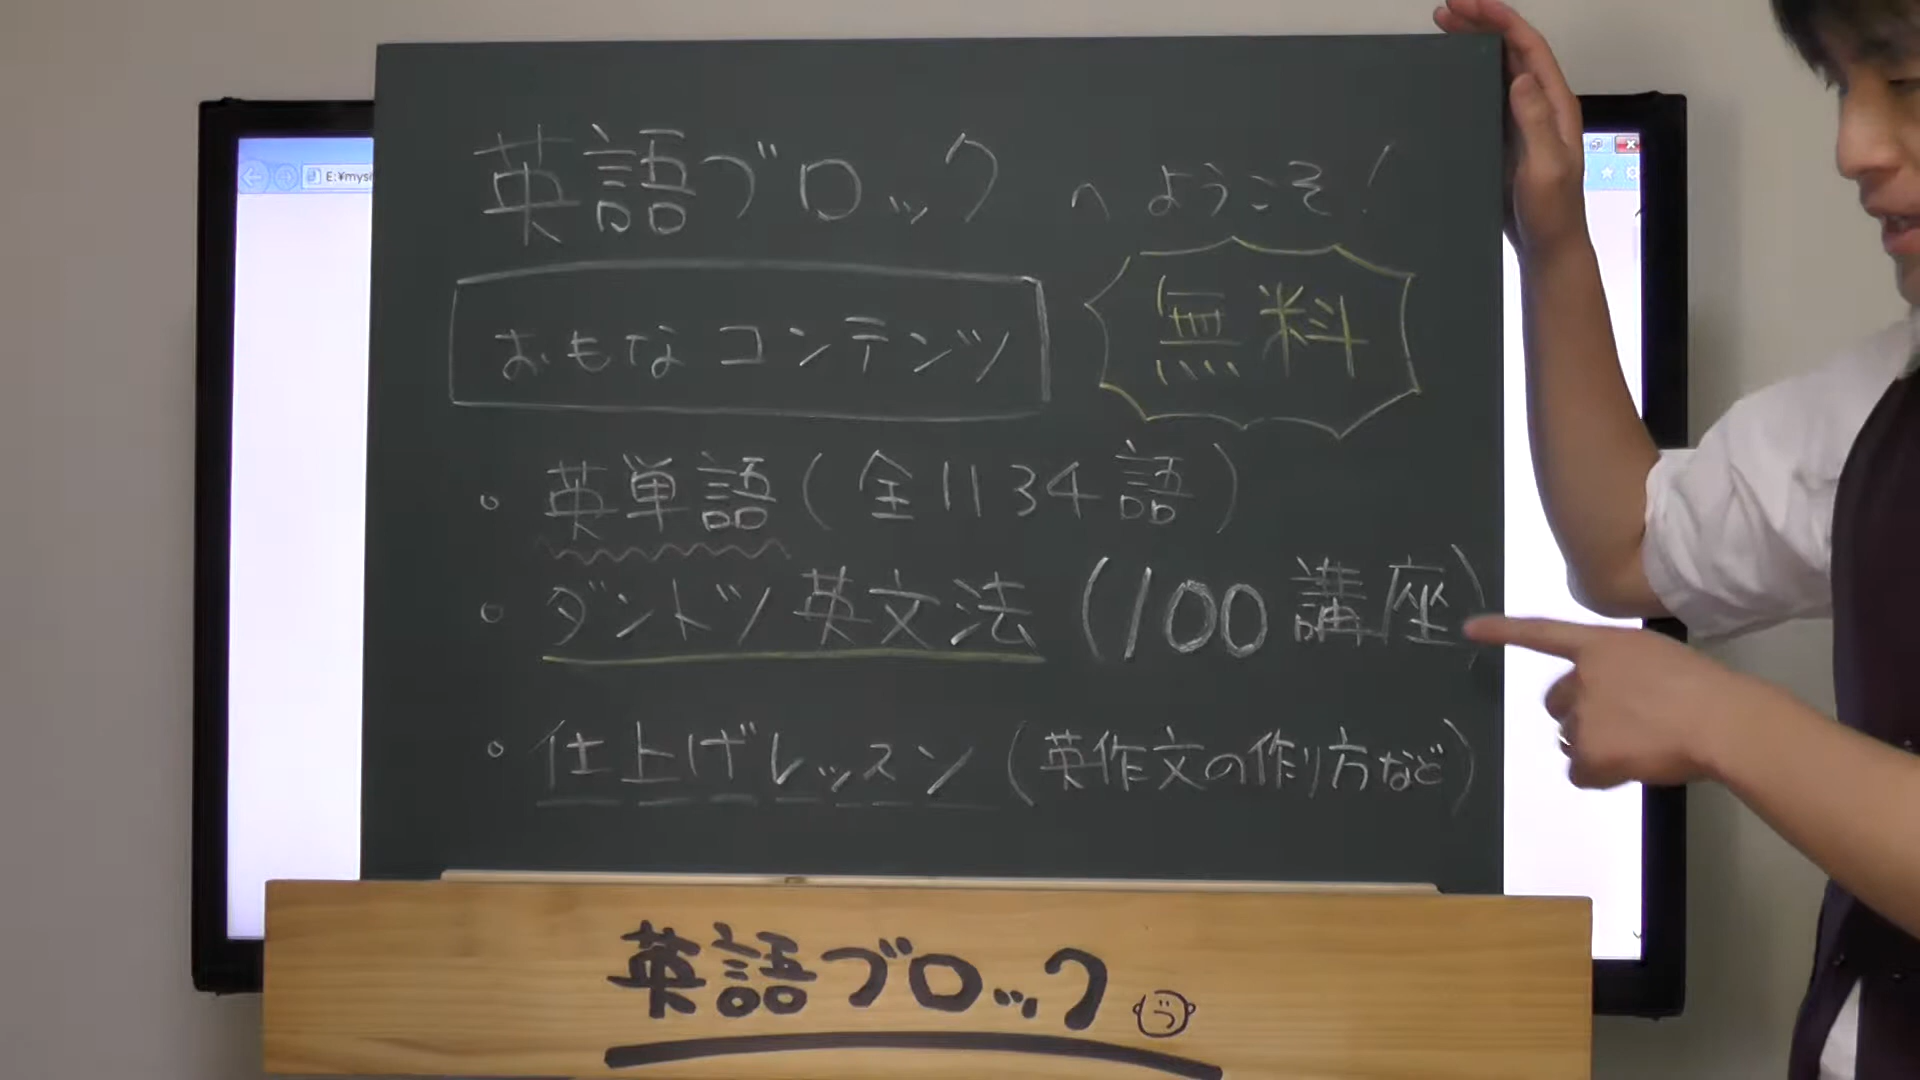 英語ブロックへようこそ!
おもなコンテンツ
無料
・英単語(全1134語)
・ダントツ英文法(100講座)
・仕上げレッスン(英作文の作り方など)
英語ブロック
E:¥mysi